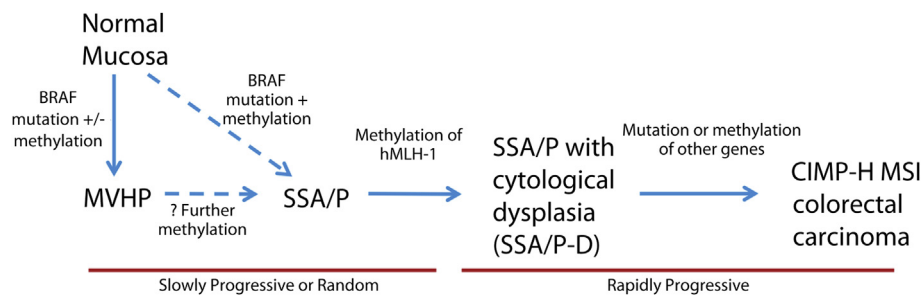 Normal
Mucosa
BRAF
mutation +/-
methylation
BRAF
mutation +
methylation
MVHP
? Further
methylation
SSA/P
Methylation of
hMLH-1
SSA/P with
cytological
dysplasia
(SSA/P-D)
Mutation or methylation
of other genes
CIMP-H MSI
colorectal
carcinoma
Slowly Progressive or Random
Rapidly Progressive